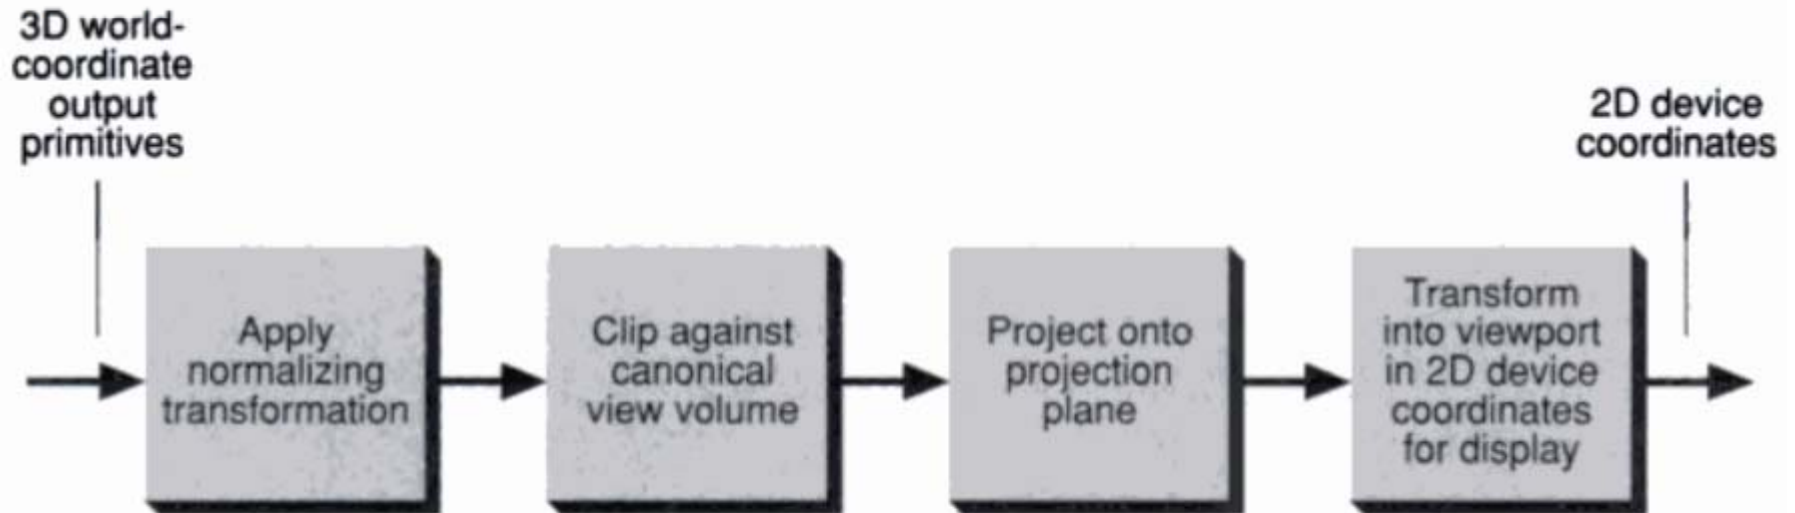 3D world-
coordinate
output
primitives
2D device
coordinates
Apply
normalizing
transformation
Clip against
canonical
view volume
Project onto
projection
plane
Transform
into viewport
in 2D device
coordinates
for display